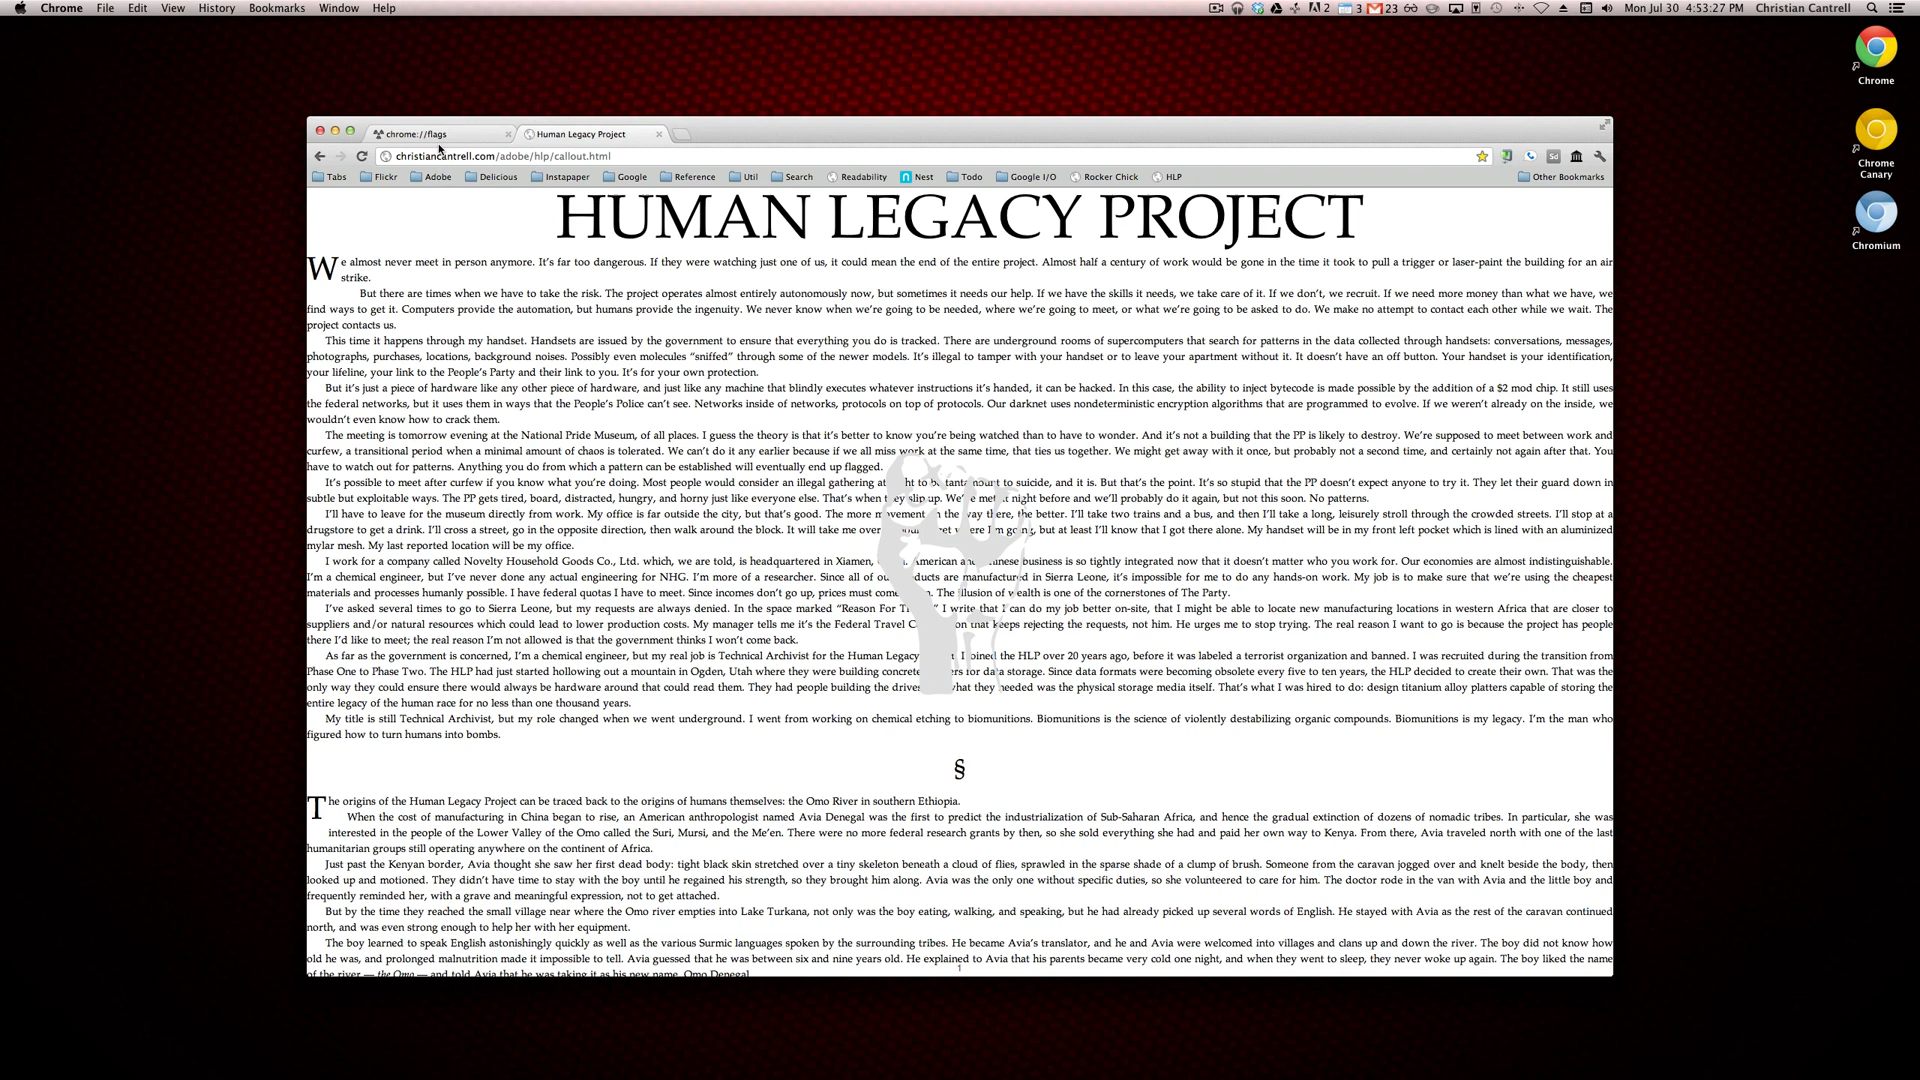 Chrome File Edit View History Bookmarks Window Help
2 3 23 Mon Jul 30 4:53:27 PM Christian Cantrell
Chrome
Chrome
Canary
Chromium
chrome://flags Human Legacy Project
christiancantrell.com/adobe/hlp/callout.html
Tabs Flickr Adobe Delicious Instapaper Google Reference Util Search Readability Nest Todo Google I/O Rocker Chick HLP Other Bookmarks
HUMAN LEGACY PROJECT
We almost never meet in person anymore. It’s far too dangerous. If they were watching just one of us, it could mean the end of the entire project. Almost half a century of work would be gone in the time it took to pull a trigger or laser-paint the building for an air
strike.
But there are times when we have to take the risk. The project operates almost entirely autonomously now, but sometimes it needs our help. If we have the skills it needs, we take care of it. If we don’t, we recruit. If we need more money than what we have, we
find ways to get it. Computers provide the automation, but humans provide the ingenuity. We never know when we’re going to be needed, where we’re going to meet, or what we’re going to be asked to do. We make no attempt to contact each other while we wait. The
project contacts us.
This time it happens through my handset. Handsets are issued by the government to ensure that everything you do is tracked. There are underground rooms of supercomputers that search for patterns in the data collected through handsets: conversations, messages,
photographs, purchases, locations, background noises. Possibly even molecules “sniffed” through some of the newer models. It’s illegal to tamper with your handset or to leave your apartment without it. It doesn’t have an off button. Your handset is your identification,
your lifeline, your link to the People’s Party and their link to you. It’s for your own protection.
But it’s just a piece of hardware like any other piece of hardware, and just like any machine that blindly executes whatever instructions it’s handed, it can be hacked. In this case, the ability to inject bytecode is made possible by the addition of a $2 mod chip. It still uses
the federal networks, but it uses them in ways that the People’s Police can’t see. Networks inside of networks, protocols on top of protocols. Our darknet uses nondeterministic encryption algorithms that are programmed to evolve. If we weren’t already on the inside, we
wouldn’t even know how to crack them.
The meeting is tomorrow evening at the National Pride Museum, of all places. I guess the theory is that it’s better to know you’re being watched than to have to wonder. And it’s not a building that the PP is likely to destroy. We’re supposed to meet between work and
curfew, a transitional period when a minimal amount of chaos is tolerated. We can’t do it any earlier because if we all miss work at the same time, that ties us together. We might get away with it once, but probably not a second time, and certainly not again after that. You
have to watch out for patterns. Anything you do from which a pattern can be established will eventually end up flagged.
It’s possible to meet after curfew if you know what you’re doing. Most people would consider an illegal gathering at to suicide, and it is. But that’s the point. It’s so stupid that the PP doesn’t expect anyone to try it. They let their guard down in
subtle but exploitable ways. The PP gets tired, board, distracted, hungry, and horny just like everyone else. That’s when they slip up. We’ve met at night before and we’ll probably do it again, but not this soon. No patterns.
I’ll have to leave for the museum directly from work. My office is far outside the city, but that’s good. The more movement on the way there, the better. I’ll take two trains and a bus, and then I’ll take a long, leisurely stroll through the crowded streets. I’ll stop at a
drugstore to get a drink. I’ll cross a street, go in the opposite direction, then walk around the block. It will take me over where I’m going, but at least I’ll know that I got there alone. My handset will be in my front left pocket which is lined with an aluminized
mylar mesh. My last reported location will be my office.
I work for a company called Novelty Household Goods Co., Ltd. which, we are told, is headquartered in Xiamen, American and Chinese business is so tightly integrated now that it doesn’t matter who you work for. Our economies are almost indistinguishable.
I’m a chemical engineer, but I’ve never done any actual engineering for NHG. I’m more of a researcher. Since all of our products are manufactured in Sierra Leone, it’s impossible for me to do any hands-on work. My job is to make sure that we’re using the cheapest
materials and processes humanly possible. I have federal quotas I have to meet. Since incomes don’t go up, prices must come The illusion of wealth is one of the cornerstones of The Party.
I’ve asked several times to go to Sierra Leone, but my requests are always denied. In the space marked “Reason For I write that I can do my job better on-site, that I might be able to locate new manufacturing locations in western Africa that are closer to
suppliers and/or natural resources which could lead to lower production costs. My manager tells me it’s the Federal Travel that keeps rejecting the requests, not him. He urges me to stop trying. The real reason I want to go is because the project has people
there I’d like to meet; the real reason I’m not allowed is that the government thinks I won’t come back.
As far as the government is concerned, I’m a chemical engineer, but my real job is Technical Archivist for the Human Legacy I joined the HLP over 20 years ago, before it was labeled a terrorist organization and banned. I was recruited during the transition from
Phase One to Phase Two. The HLP had just started hollowing out a mountain in Ogden, Utah where they were building concrete for data storage. Since data formats were becoming obsolete every five to ten years, the HLP decided to create their own. That was the
only way they could ensure there would always be hardware around that could read them. They had people building the drives what they needed was the physical storage media itself. That’s what I was hired to do: design titanium alloy platters capable of storing the
entire legacy of the human race for no less than one thousand years.
My title is still Technical Archivist, but my role changed when we went underground. I went from working on chemical etching to biomunitions. Biomunitions is the science of violently destabilizing organic compounds. Biomunitions is my legacy. I’m the man who
figured how to turn humans into bombs.
§
The origins of the Human Legacy Project can be traced back to the origins of humans themselves: the Omo River in southern Ethiopia.
When the cost of manufacturing in China began to rise, an American anthropologist named Avia Denegal was the first to predict the industrialization of Sub-Saharan Africa, and hence the gradual extinction of dozens of nomadic tribes. In particular, she was
interested in the people of the Lower Valley of the Omo called the Suri, Mursi, and the Me’en. There were no more federal research grants by then, so she sold everything she had and paid her own way to Kenya. From there, Avia traveled north with one of the last
humanitarian groups still operating anywhere on the continent of Africa.
Just past the Kenyan border, Avia thought she saw her first dead body: tight black skin stretched over a tiny skeleton beneath a cloud of flies, sprawled in the sparse shade of a clump of brush. Someone from the caravan jogged over and knelt beside the body, then
looked up and motioned. They didn’t have time to stay with the boy until he regained his strength, so they brought him along. Avia was the only one without specific duties, so she volunteered to care for him. The doctor rode in the van with Avia and the little boy and
frequently reminded her, with a grave and meaningful expression, not to get attached.
But by the time they reached the small village near where the Omo river empties into Lake Turkana, not only was the boy eating, walking, and speaking, but he had already picked up several words of English. He stayed with Avia as the rest of the caravan continued
north, and was even strong enough to help her with her equipment.
The boy learned to speak English astonishingly quickly as well as the various Surmic languages spoken by the surrounding tribes. He became Avia’s translator, and he and Avia were welcomed into villages and clans up and down the river. The boy did not know how
old he was, and prolonged malnutrition made it impossible to tell. Avia guessed that he was between six and nine years old. He explained to Avia that his parents became very cold one night, and when they went to sleep, they never woke up again. The boy liked the name
of the river — the Omo — and told Avia that he was taking it as his new name, Omo Denegal.
1